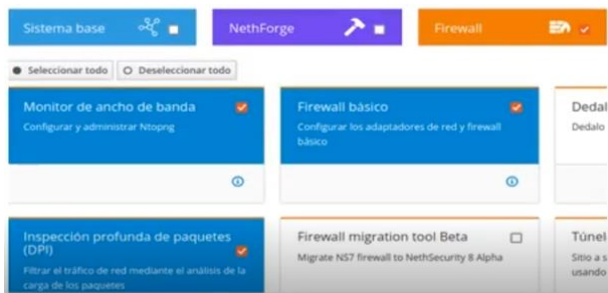 Sistema base
NethForge
Firewall
Seleccionar todo
Deseleccionar todo
Monitor de ancho de banda
Configurar y administrar Ntopng
Firewall básico
Configurar los adaptadores de red y firewall
básico
Dedal
Dedalo
Inspección profunda de paquetes
(DPI)
Filtrar el tráfico de red mediante el análisis de la
carga de los paquetes
Firewall migration tool Beta
Migrate NS7 firewall to NethSecurity 8 Alpha
Túnel
Sitio a s
usando